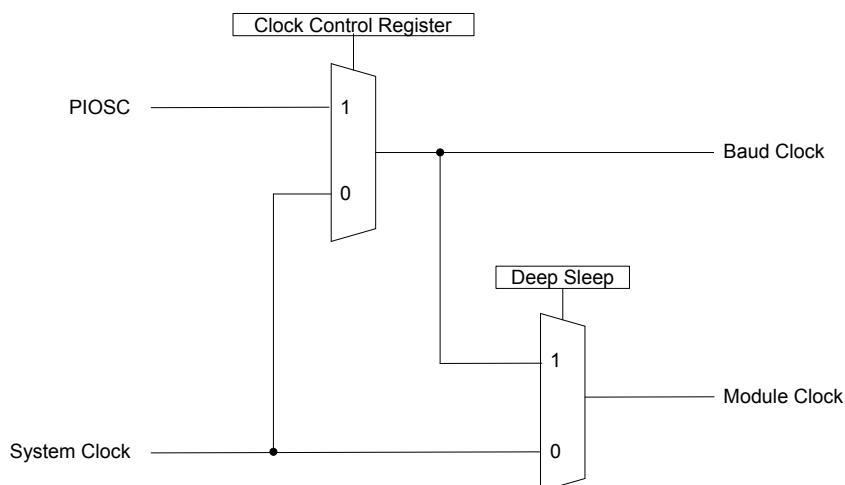 Clock Control Register
PIOSC
1
Baud Clock
0
Deep Sleep
1
Module Clock
System Clock
0